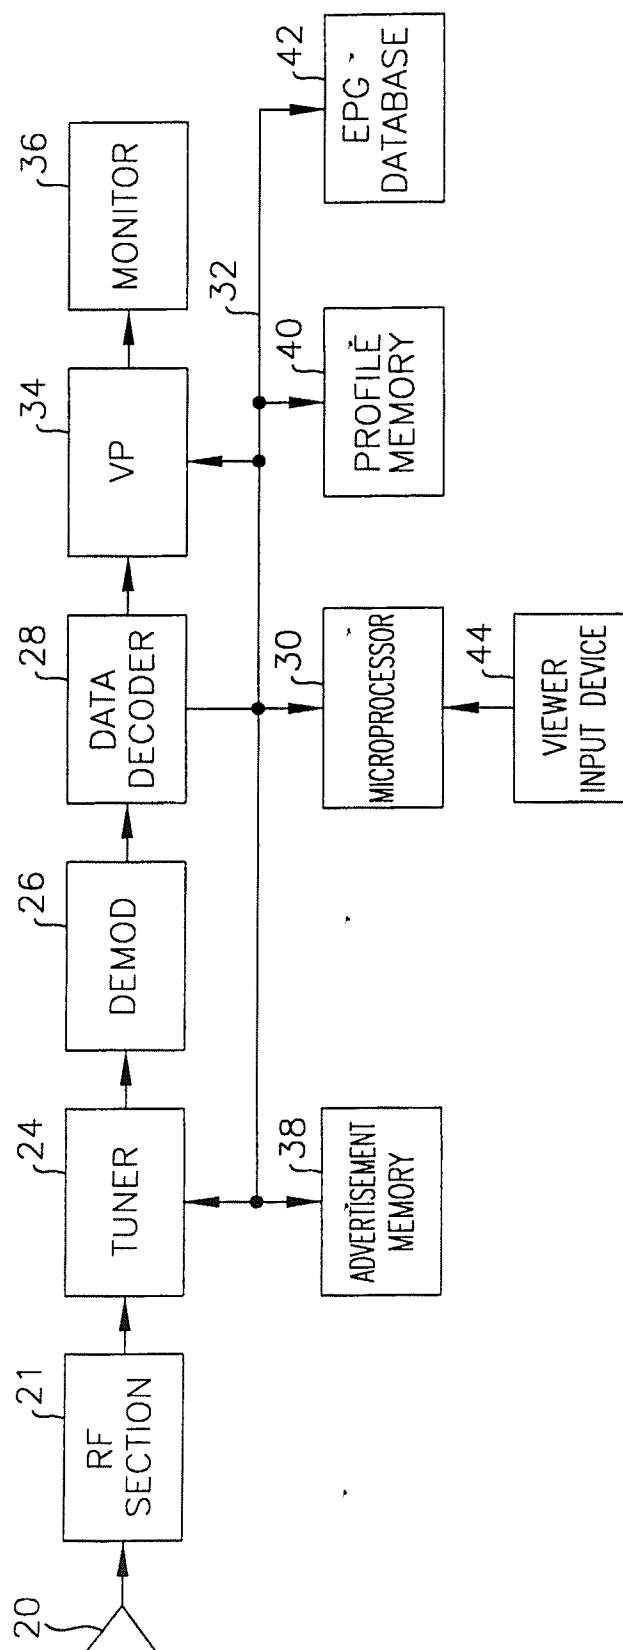 20
21
RF
SECTION
24
TUNER
26
DEMOD
28
DATA
DECODER
34
VP
36
MONITOR
32
38
ADVERTISEMENT
MEMORY
30
MICROPROCESSOR
40
PROFILE
MEMORY
42
EPG
DATABASE
44
VIEWER
INPUT DEVICE